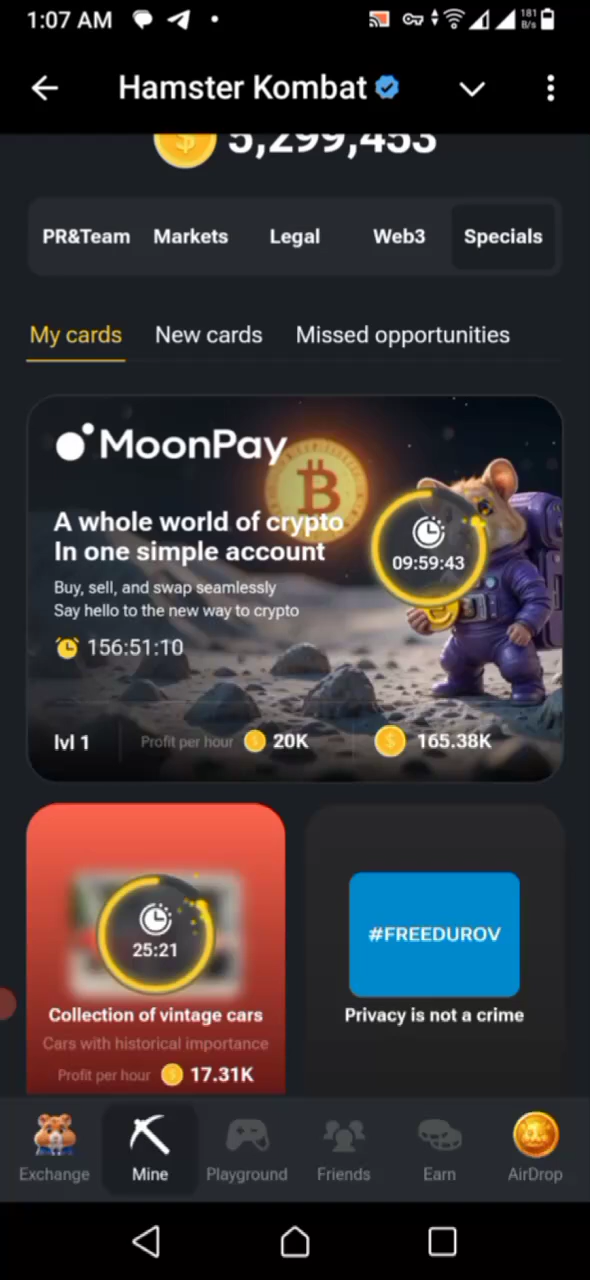 1:07 AM
181
B/s
Hamster Kombat
5,299,453
PR&Team Markets Legal Web3 Specials
My cards New cards Missed opportunities
MoonPay
A whole world of crypto
In one simple account
09:59:43
Buy, sell, and swap seamlessly
Say hello to the new way to crypto
156:51:10
lvl 1 Profit per hour 20K 165.38K
25:21
Collection of vintage cars
Cars with historical importance
Profit per hour 17.31K
#FREEDUROV
Privacy is not a crime
Exchange Mine Playground Friends Earn AirDrop